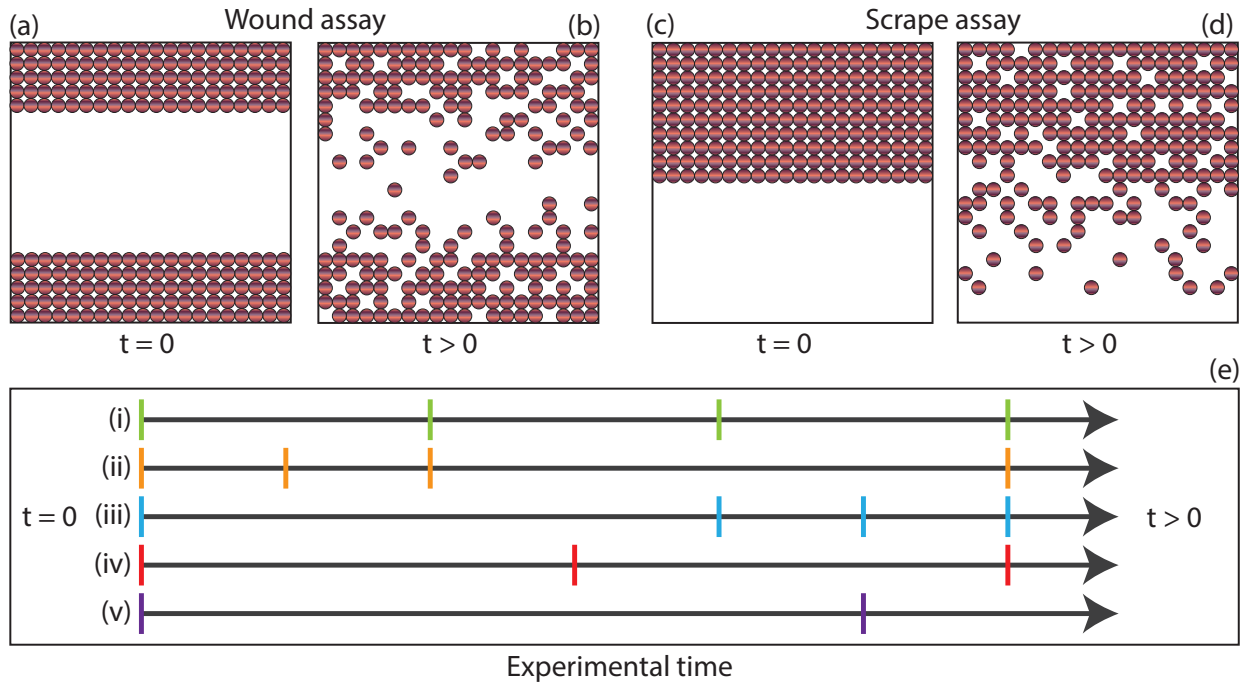 (a) Wound assay (b)
(c) Scrape assay (d)
t = 0
t > 0
t = 0
t > 0
(e)
(i)
(ii)
t = 0 (iii) t > 0
(iv)
(v)
Experimental time